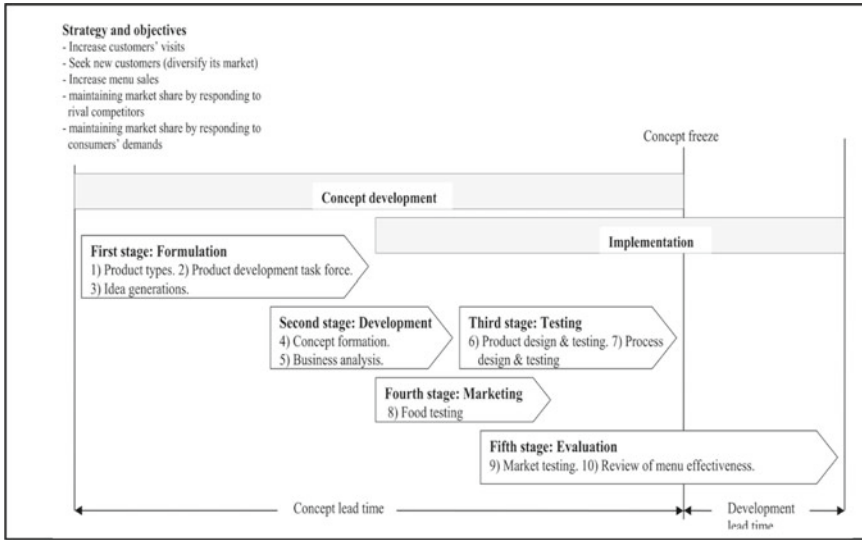 Strategy and objectives
- Increase customers' visits
- Seek new customers (diversify its market)
- Increase menu sales
- maintaining market share by responding to
rival competitors
- maintaining market share by responding to
consumers' demands
Concept freeze
Concept development
Implementation
First stage: Formulation
1) Product types. 2) Product development task force.
3) Idea generations.
Second stage: Development
4) Concept formation.
5) Business analysis.
Third stage: Testing
6) Product design & testing. 7) Process
design & testing
Fourth stage: Marketing
8) Food testing
Fifth stage: Evaluation
9) Market testing. 10) Review of menu effectiveness.
Concept lead time
Development
lead time